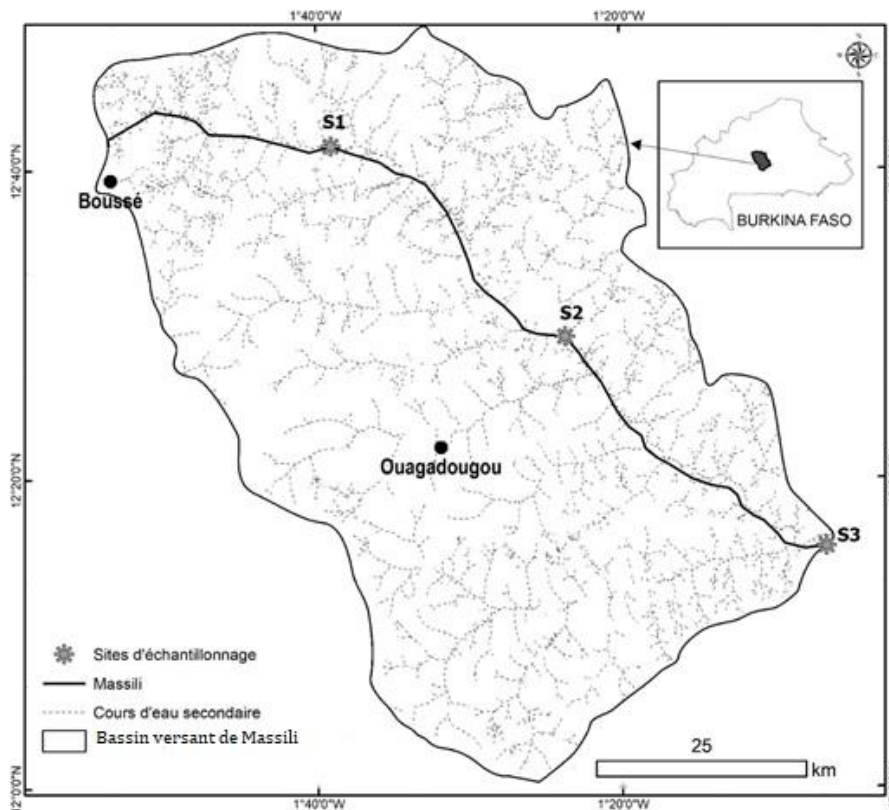 1°40'0"W
1°20'0"W
S1
12°40'0"N
Boussé
BURKINA FASO
S2
Ouagadougou
12°20'0"N
S3
Sites d'échantillonnage
Massili
Cours d'eau secondaire
Bassin versant de Massili
25
km
12°0'0"N
1°40'0"W
1°20'0"W